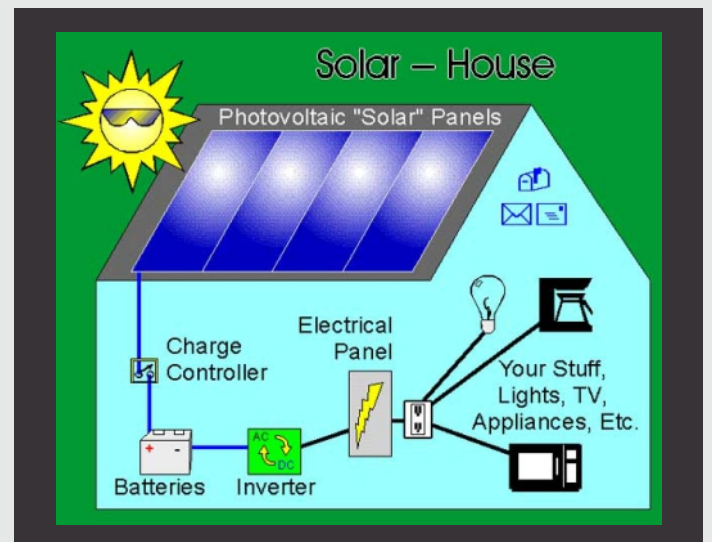 Solar – House
Photovoltaic "Solar" Panels
Charge
Controller
Electrical
Panel
Your Stuff,
Lights, TV,
Appliances, Etc.
AC
DC
+ -
Batteries
Inverter